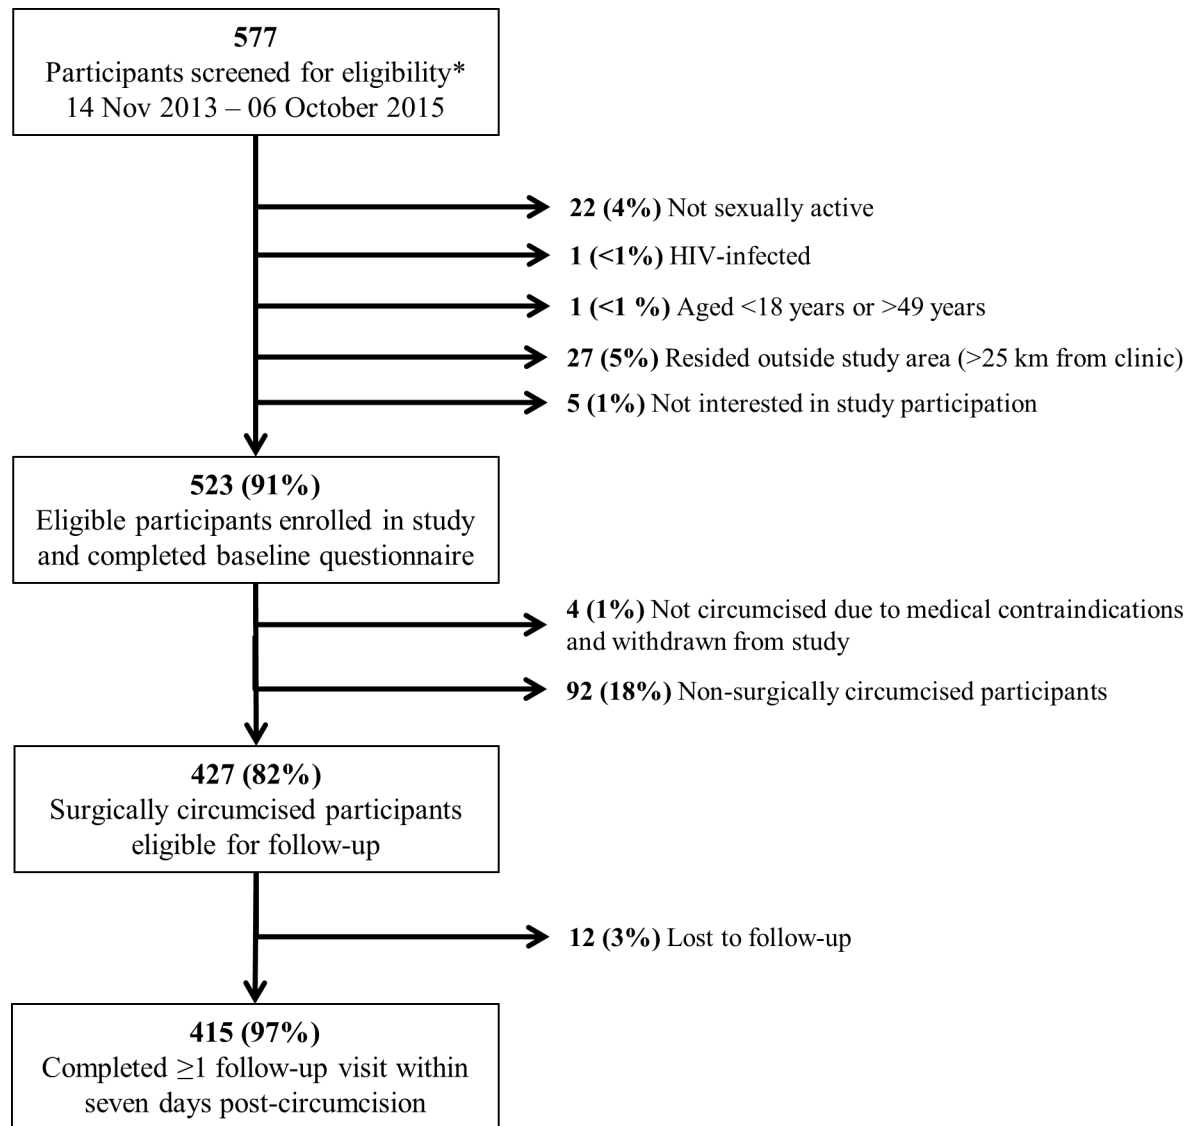 577
Participants screened for eligibility*
14 Nov 2013 – 06 October 2015
22 (4%) Not sexually active
1 (<1%) HIV-infected
1 (<1 %) Aged <18 years or >49 years
27 (5%) Resided outside study area (>25 km from clinic)
5 (1%) Not interested in study participation
523 (91%)
Eligible participants enrolled in study
and completed baseline questionnaire
4 (1%) Not circumcised due to medical contraindications
and withdrawn from study
92 (18%) Non-surgically circumcised participants
427 (82%)
Surgically circumcised participants
eligible for follow-up
12 (3%) Lost to follow-up
415 (97%)
Completed ≥1 follow-up visit within
seven days post-circumcision